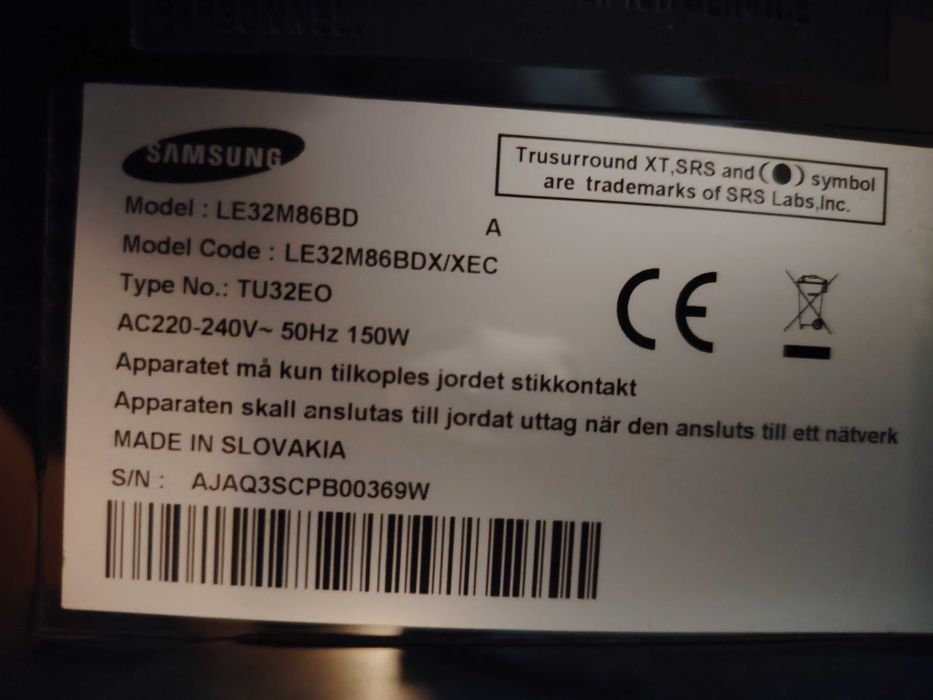 PERSONNEL.
SAMSUNG
Trusurround XT,SRS and (●) symbol
are trademarks of SRS Labs,Inc.
Model : LE32M86BD
A
Model Code : LE32M86BDX/XEC
Type No.: TU32EO
AC220-240V~ 50Hz 150W
Apparatet må kun tilkoples jordet stikkontakt
Apparaten skall anslutas till jordat uttag när den ansluts till ett nätverk
MADE IN SLOVAKIA
S/N : AJAQ3SCPB00369W
CE